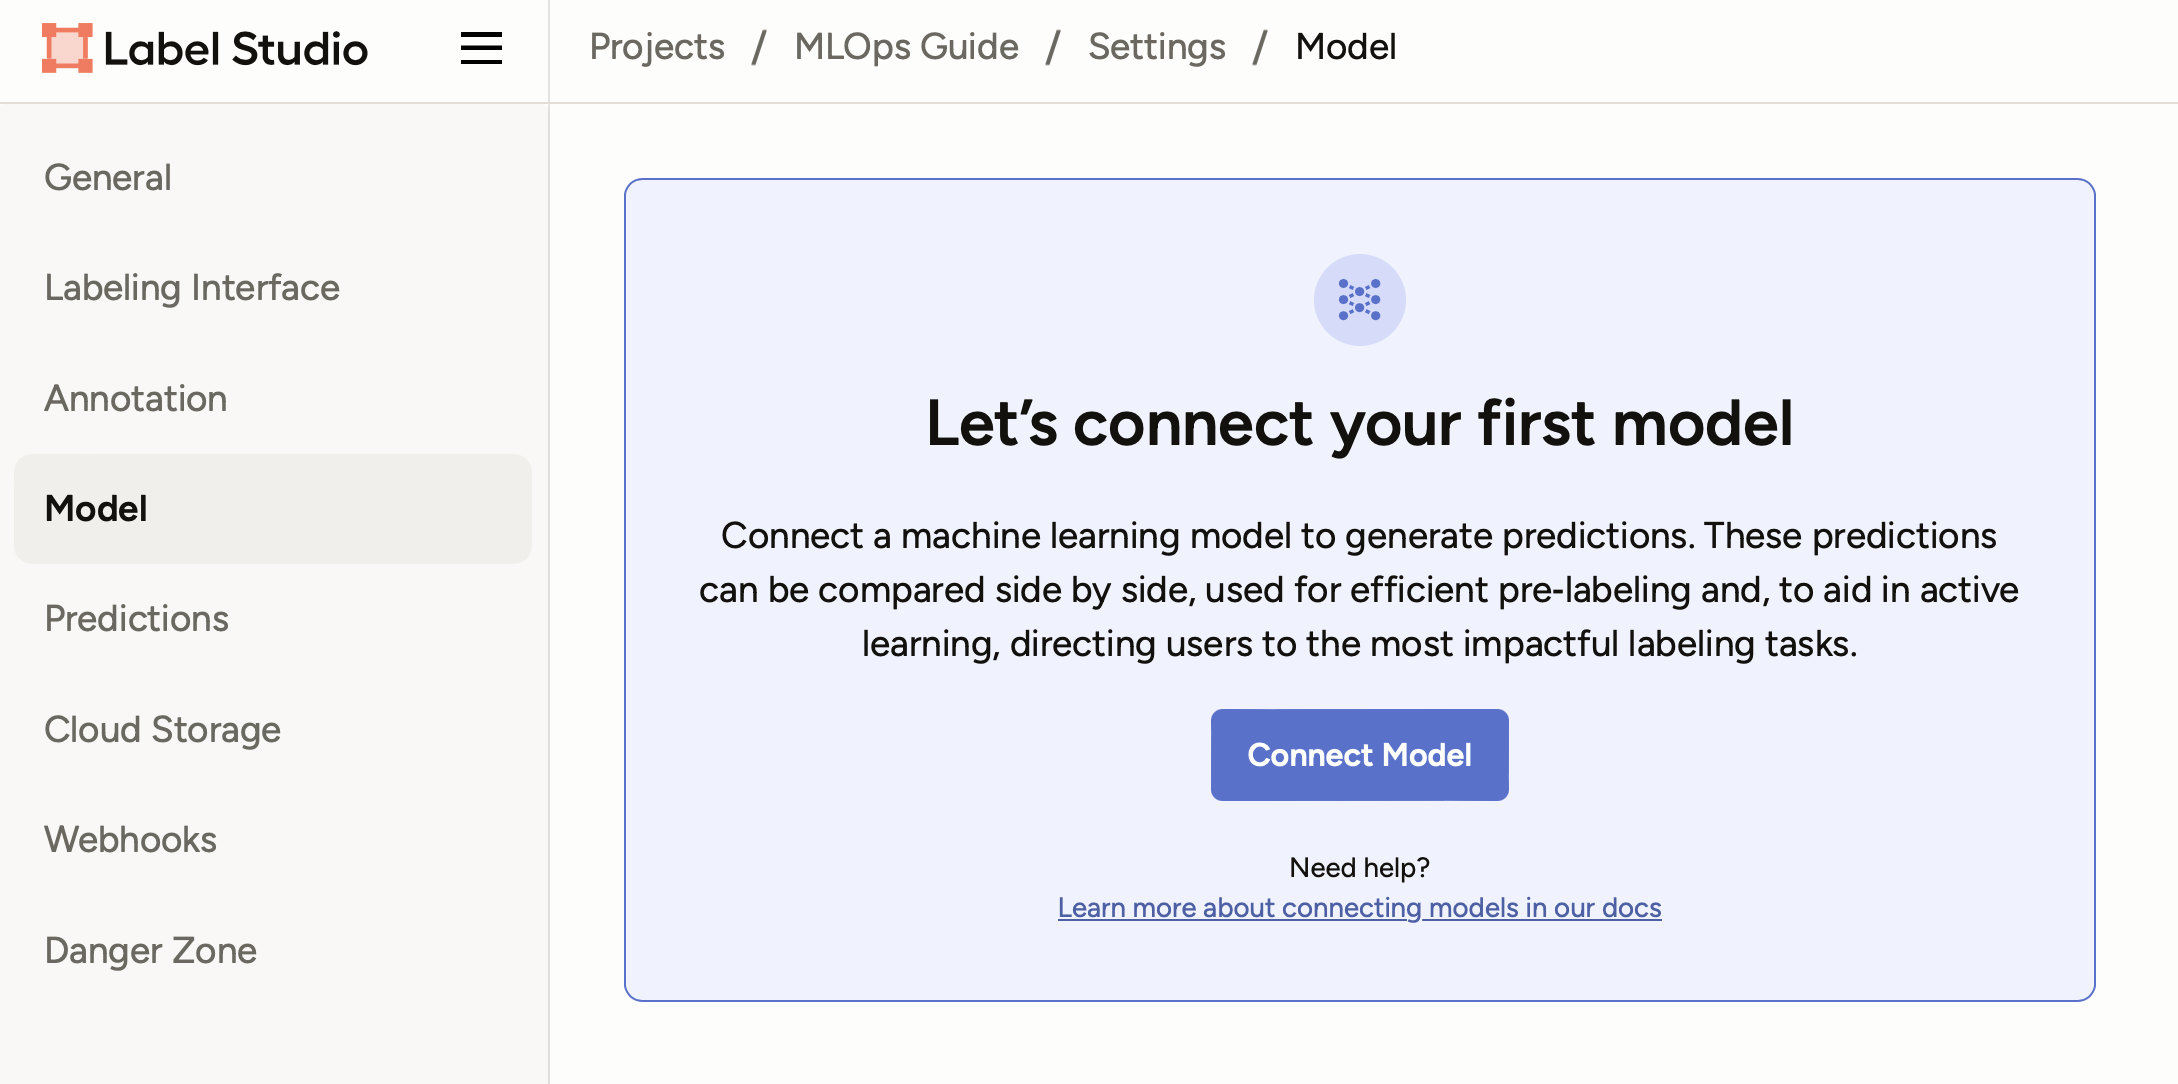 Label Studio
Projects / MLOps Guide / Settings / Model
General
Labeling Interface
Annotation
Model
Predictions
Cloud Storage
Webhooks
Danger Zone
Let’s connect your first model
Connect a machine learning model to generate predictions. These predictions
can be compared side by side, used for efficient pre-labeling and, to aid in active
learning, directing users to the most impactful labeling tasks.
Connect Model
Need help?
Learn more about connecting models in our docs